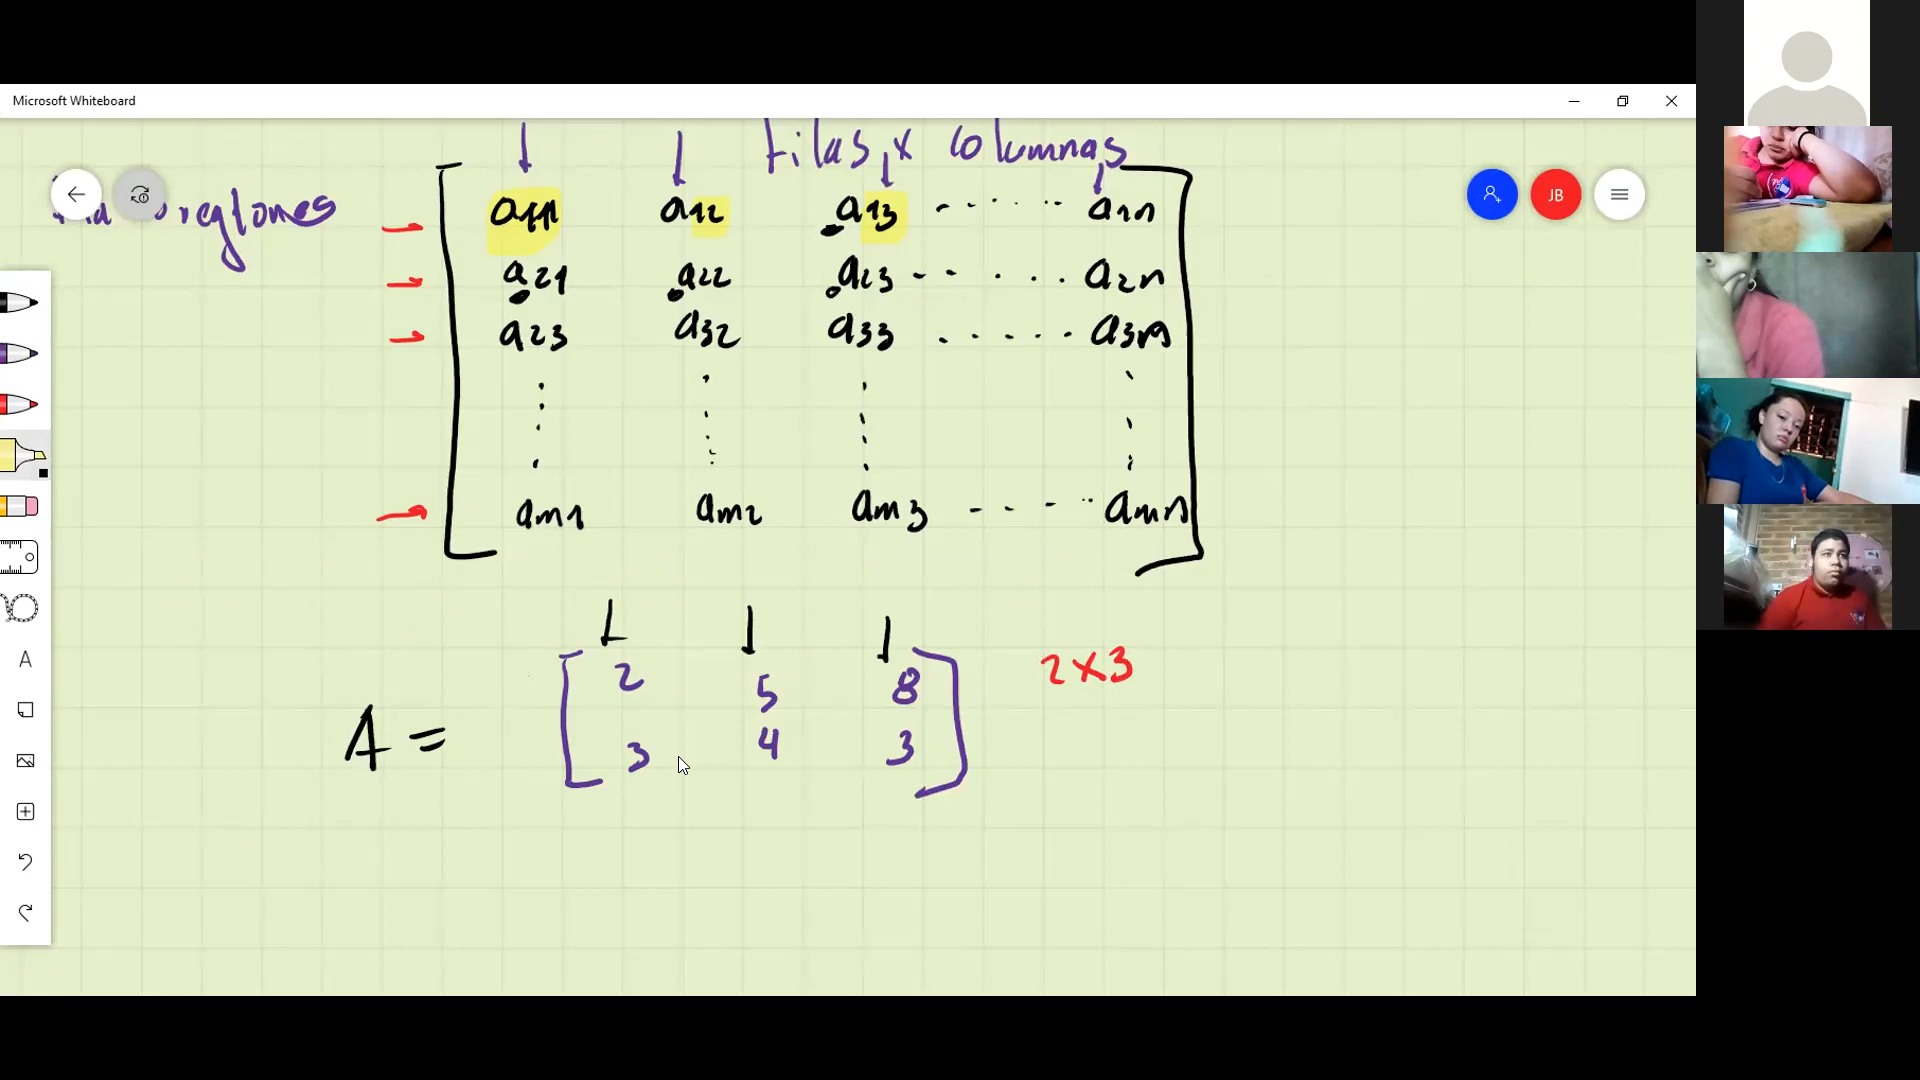 Microsoft Whiteboard
filas x columnas
reglones
JB
a11 a12 a13 ...... a1n
a21 a22 a23 ...... a2n
a23 a32 a33 ...... a3n
am1 am2 am3 ...... amn
2 5 8 2x3
A =
3 4 3
A